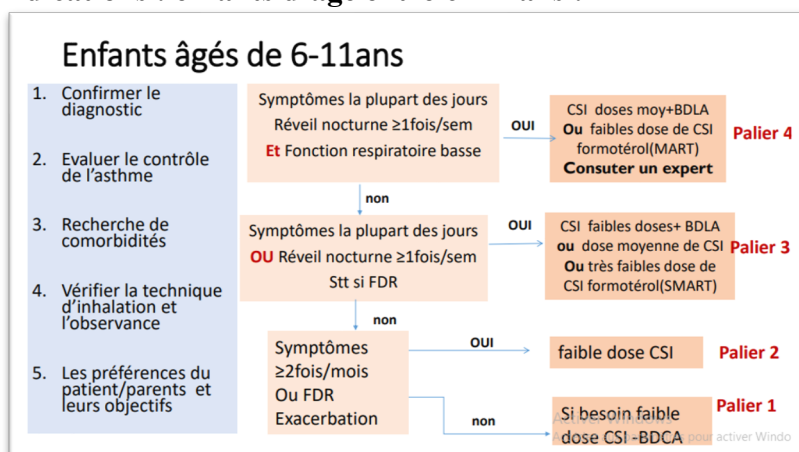 Enfants âgés de 6-11ans
1. Confirmer le
diagnostic
2. Evaluer le contrôle
de l'asthme
3. Recherche de
comorbidités
4. Vérifier la technique
d'inhalation et
l'observance
5. Les préférences du
patient/parents et
leurs objectifs
Symptômes la plupart des jours
Réveil nocturne ≥1fois/sem
Et Fonction respiratoire basse
OUI
CSI doses moy+BDLA
Ou faibles dose de CSI
formotérol(MART)
Consuter un expert
Palier 4
non
Symptômes la plupart des jours
OU Réveil nocturne ≥1fois/sem
Stt si FDR
OUI
CSI faibles doses+ BDLA
ou dose moyenne de CSI
Ou très faibles dose de
CSI formotérol(SMART)
Palier 3
non
Symptômes
≥2fois/mois
Ou FDR
Exacerbation
OUI
faible dose CSI
Palier 2
non
Si besoin faible
dose CSI -BDCA
Palier 1
Activer Windows
pour activer Windo